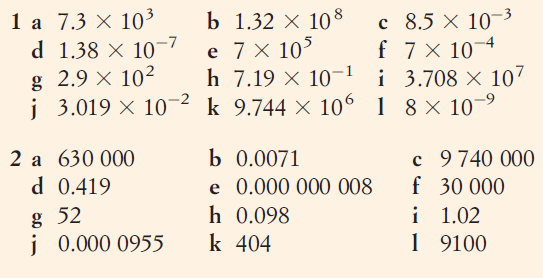 1 a 7.3 × 10³ b 1.32 × 10⁸ c 8.5 × 10⁻³
d 1.38 × 10⁻⁷ e 7 × 10⁵ f 7 × 10⁻⁴
g 2.9 × 10² h 7.19 × 10⁻¹ i 3.708 × 10⁷
j 3.019 × 10⁻² k 9.744 × 10⁶ l 8 × 10⁻⁹
2 a 630 000 b 0.0071 c 9 740 000
d 0.419 e 0.000 000 008 f 30 000
g 52 h 0.098 i 1.02
j 0.000 0955 k 404 l 9100